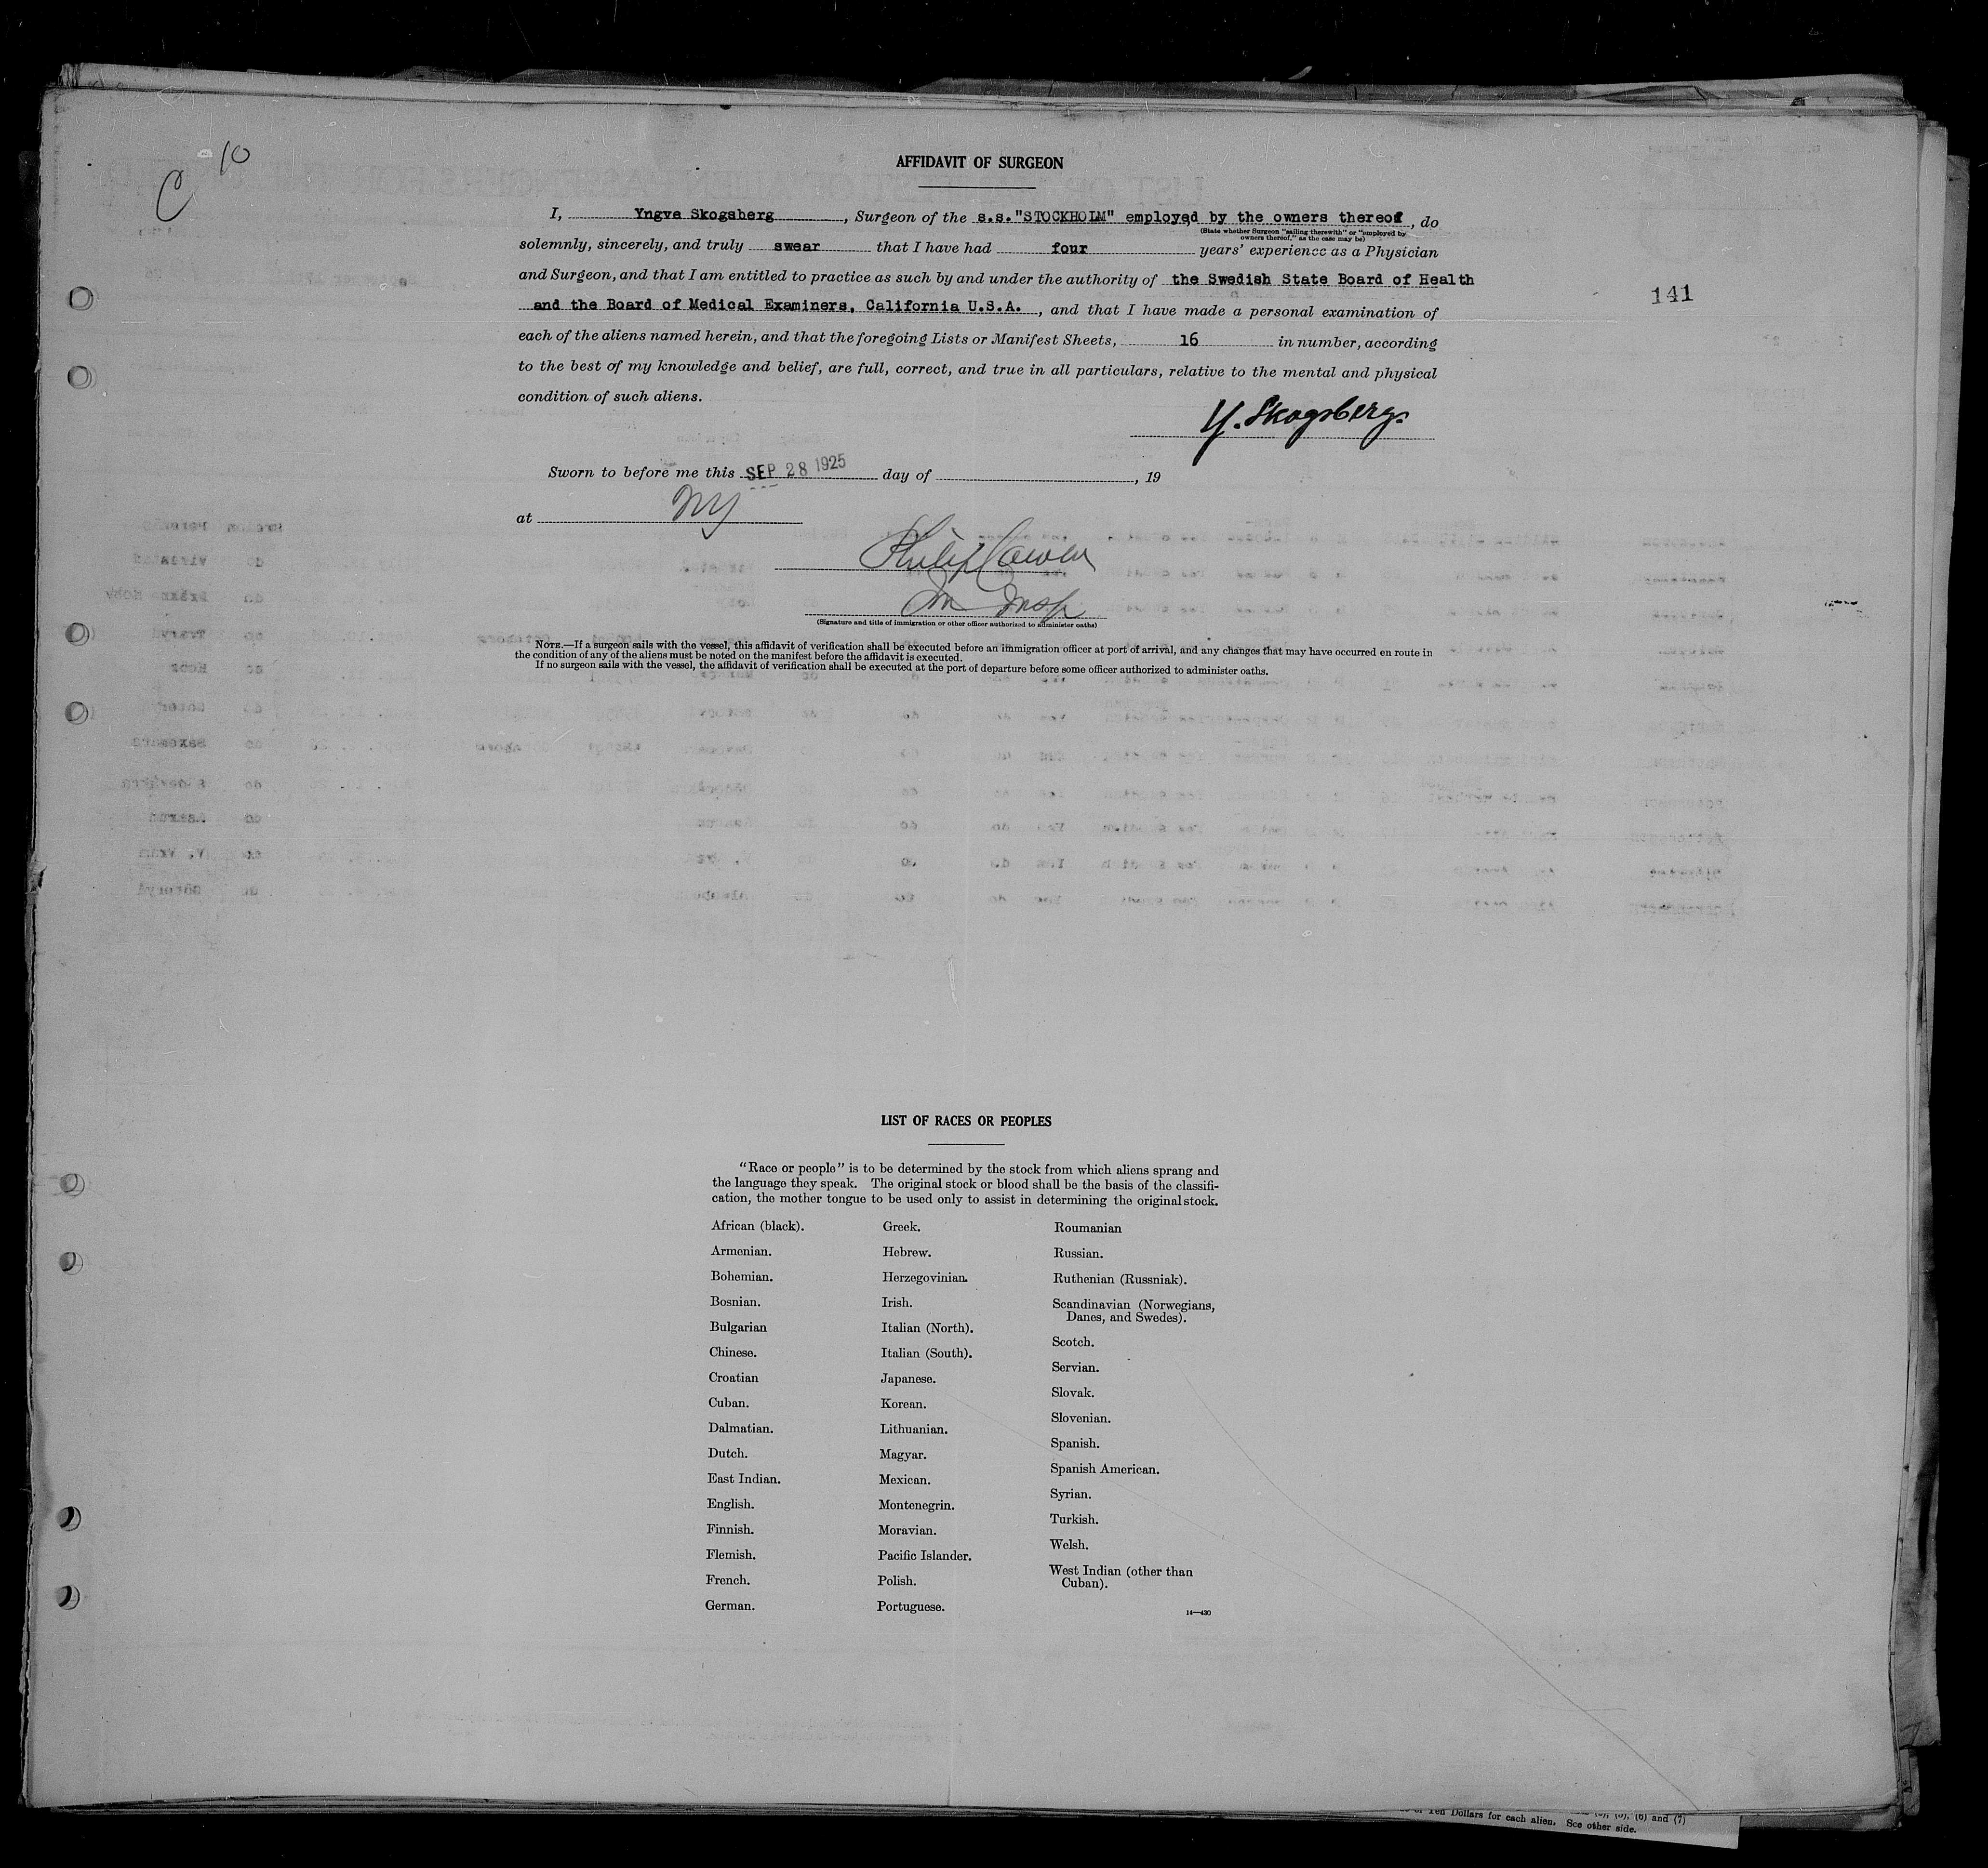 C 10
AFFIDAVIT OF SURGEON
I, Yngve Skogsberg, Surgeon of the s.s."STOCKHOLM" employed by the owners thereof, do
(State whether Surgeon "sailing therewith" or "employed by
owners thereof," as the case may be)
solemnly, sincerely, and truly swear that I have had four years' experience as a Physician
and Surgeon, and that I am entitled to practice as such by and under the authority of the Swedish State Board of Health
and the Board of Medical Examiners, California U.S.A., and that I have made a personal examination of
141
each of the aliens named herein, and that the foregoing Lists or Manifest Sheets, 16 in number, according
to the best of my knowledge and belief, are full, correct, and true in all particulars, relative to the mental and physical
condition of such aliens.
Y. Skogsberg.
Sworn to before me this SEP 28 1925 day of , 19
at NY
Philip Cowen
Im Insp
(Signature and title of immigration or other officer authorized to administer oaths)
NOTE.—If a surgeon sails with the vessel, this affidavit of verification shall be executed before an immigration officer at port of arrival, and any changes that may have occurred en route in
the condition of any of the aliens must be noted on the manifest before the affidavit is executed.
If no surgeon sails with the vessel, the affidavit of verification shall be executed at the port of departure before some officer authorized to administer oaths.
LIST OF RACES OR PEOPLES
"Race or people" is to be determined by the stock from which aliens sprang and
the language they speak. The original stock or blood shall be the basis of the classifi-
cation, the mother tongue to be used only to assist in determining the original stock.
African (black).
Armenian.
Bohemian.
Bosnian.
Bulgarian
Chinese.
Croatian
Cuban.
Dalmatian.
Dutch.
East Indian.
English.
Finnish.
Flemish.
French.
German.
Greek.
Hebrew.
Herzegovinian.
Irish.
Italian (North).
Italian (South).
Japanese.
Korean.
Lithuanian.
Magyar.
Mexican.
Montenegrin.
Moravian.
Pacific Islander.
Polish.
Portuguese.
Roumanian
Russian.
Ruthenian (Russniak).
Scandinavian (Norwegians,
Danes, and Swedes).
Scotch.
Servian.
Slovak.
Slovenian.
Spanish.
Spanish American.
Syrian.
Turkish.
Welsh.
West Indian (other than
Cuban).
14—430
(6) and (7)
Ten Dollars for each alien. See other side.